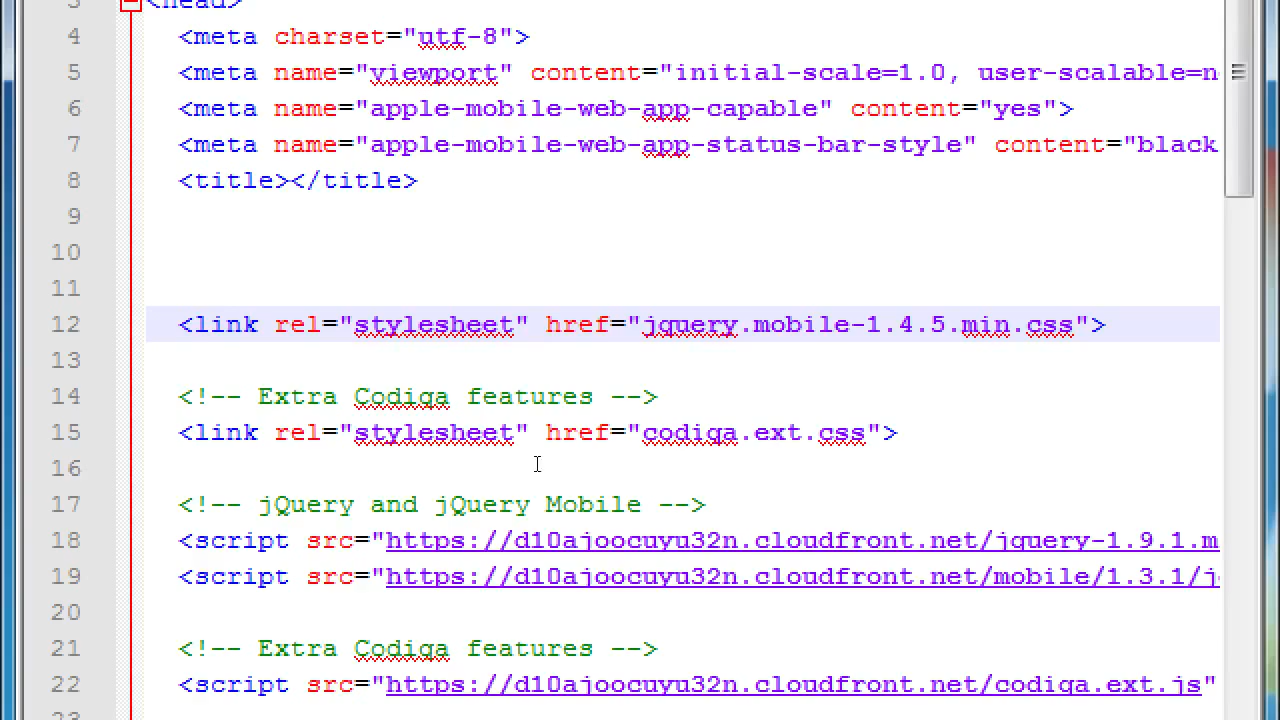 3 <head>
4 <meta charset="utf-8">
5 <meta name="viewport" content="initial-scale=1.0, user-scalable=n
6 <meta name="apple-mobile-web-app-capable" content="yes">
7 <meta name="apple-mobile-web-app-status-bar-style" content="black
8 <title></title>
9
10
11
12 <link rel="stylesheet" href="jquery.mobile-1.4.5.min.css">
13
14 <!-- Extra Codiqa features -->
15 <link rel="stylesheet" href="codiqa.ext.css">
16
17 <!-- jQuery and jQuery Mobile -->
18 <script src="https://d10ajoocuyu32n.cloudfront.net/jquery-1.9.1.m
19 <script src="https://d10ajoocuyu32n.cloudfront.net/mobile/1.3.1/j
20
21 <!-- Extra Codiqa features -->
22 <script src="https://d10ajoocuyu32n.cloudfront.net/codiqa.ext.js"
23